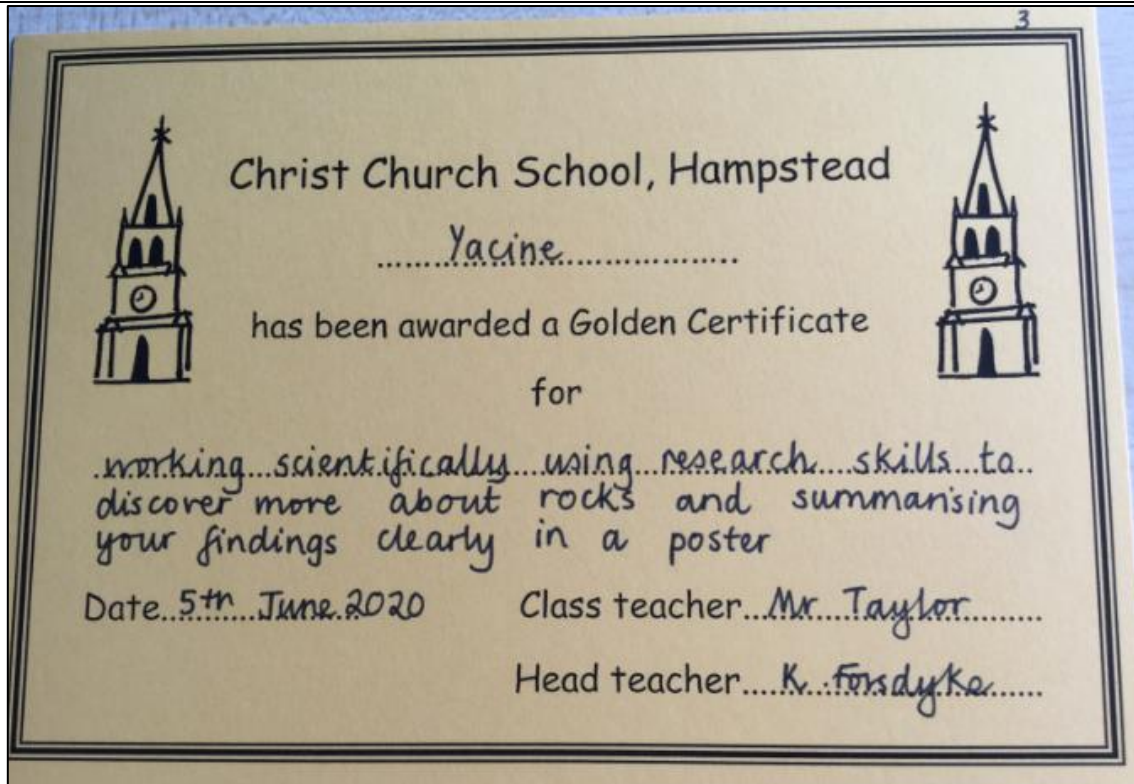 3
Christ Church School, Hampstead
Yacine
has been awarded a Golden Certificate
for
working scientifically using research skills to
discover more about rocks and summarising
your findings clearly in a poster
Date 5th June 2020 Class teacher Mr Taylor
Head teacher K Forsdyke